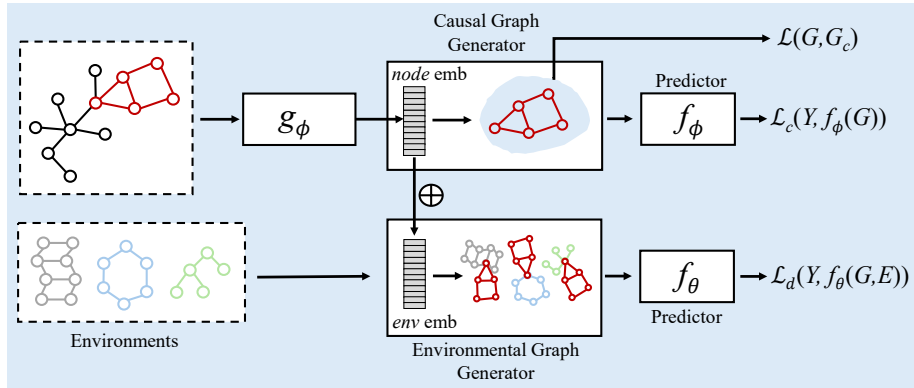 Causal Graph
Generator
ℒ(G,G_c)
node emb
Predictor
g_ϕ
f_ϕ
ℒ_c(Y, f_ϕ(G))
⊕
f_θ
ℒ_d(Y, f_θ(G,E))
env emb
Predictor
Environments
Environmental Graph
Generator